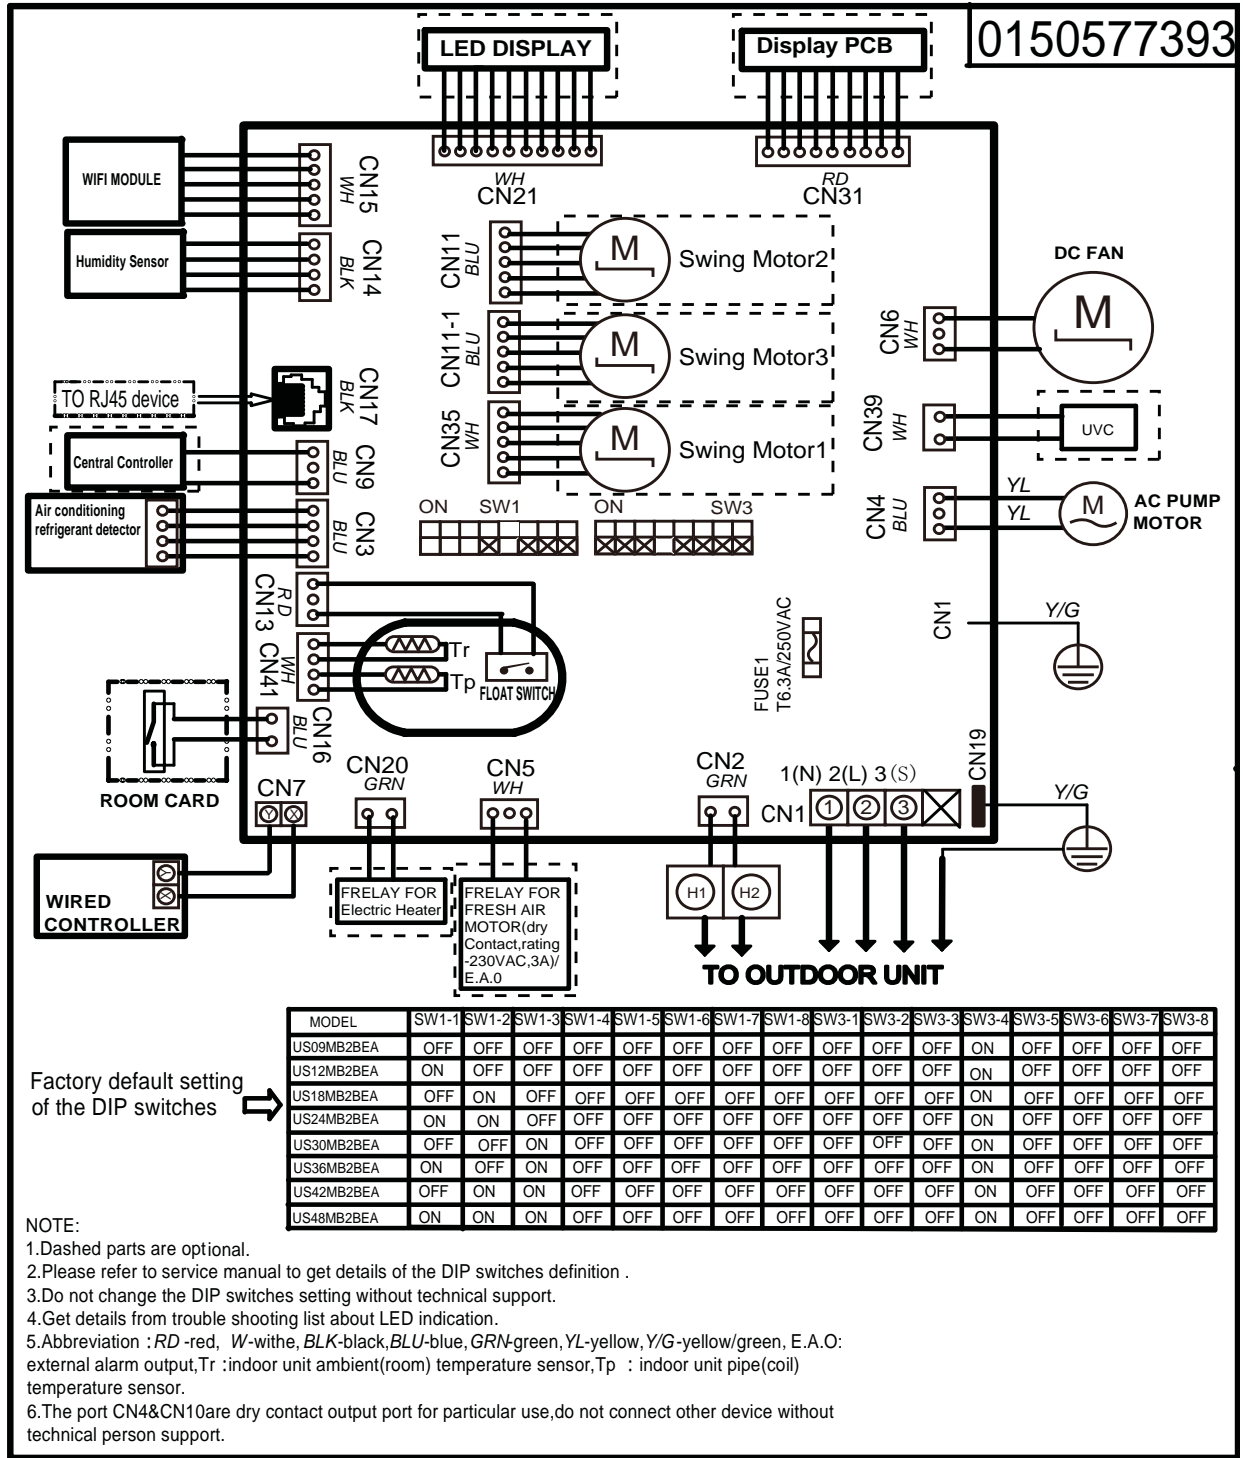 0150577393
LED DISPLAY
Display PCB
WIFI MODULE
CN15
WH
WH
CN21
RD
CN31
Humidity Sensor
CN14
BLK
CN11
BLU
M
Swing Motor2
DC FAN
M
CN6
WH
CN11-1
BLU
M
Swing Motor3
TO RJ45 device
CN17
BLK
CN39
WH
UVC
Central Controller
CN9
BLU
CN35
WH
M
Swing Motor1
Air conditioning
refrigerant detector
CN3
BLU
ON SW1
ON SW3
CN4
BLU
YL
YL
M
AC PUMP
MOTOR
CN13
RD
CN41
WH
Tr
Tp
FLOAT SWITCH
FUSE1
T6.3A/250VAC
CN1
Y/G
ROOM CARD
CN16
BLU
CN7
Y X
CN20
GRN
CN5
WH
CN2
GRN
1(N) 2(L) 3(S)
CN1
1 2 3
CN19
Y/G
WIRED
CONTROLLER
Y
X
FRELAY FOR
Electric Heater
FRELAY FOR
FRESH AIR
MOTOR(dry
Contact,rating
-230VAC,3A)/
E.A.0
H1 H2
TO OUTDOOR UNIT
MODEL SW1-1 SW1-2 SW1-3 SW1-4 SW1-5 SW1-6 SW1-7 SW1-8 SW3-1 SW3-2 SW3-3 SW3-4 SW3-5 SW3-6 SW3-7 SW3-8
US09MB2BEA OFF OFF OFF OFF OFF OFF OFF OFF OFF OFF OFF ON OFF OFF OFF OFF
US12MB2BEA ON OFF OFF OFF OFF OFF OFF OFF OFF OFF OFF ON OFF OFF OFF OFF
US18MB2BEA OFF ON OFF OFF OFF OFF OFF OFF OFF OFF OFF ON OFF OFF OFF OFF
US24MB2BEA ON ON OFF OFF OFF OFF OFF OFF OFF OFF OFF ON OFF OFF OFF OFF
US30MB2BEA OFF OFF ON OFF OFF OFF OFF OFF OFF OFF OFF ON OFF OFF OFF OFF
US36MB2BEA ON OFF ON OFF OFF OFF OFF OFF OFF OFF OFF ON OFF OFF OFF OFF
US42MB2BEA OFF ON ON OFF OFF OFF OFF OFF OFF OFF OFF ON OFF OFF OFF OFF
US48MB2BEA ON ON ON OFF OFF OFF OFF OFF OFF OFF OFF ON OFF OFF OFF OFF
Factory default setting
of the DIP switches
NOTE:
1.Dashed parts are optional.
2.Please refer to service manual to get details of the DIP switches definition .
3.Do not change the DIP switches setting without technical support.
4.Get details from trouble shooting list about LED indication.
5.Abbreviation : RD -red, W-withe, BLK-black,BLU-blue,GRN-green,YL-yellow,Y/G-yellow/green, E.A.O:
external alarm output,Tr :indoor unit ambient(room) temperature sensor,Tp : indoor unit pipe(coil)
temperature sensor.
6.The port CN4&CN10are dry contact output port for particular use,do not connect other device without
technical person support.